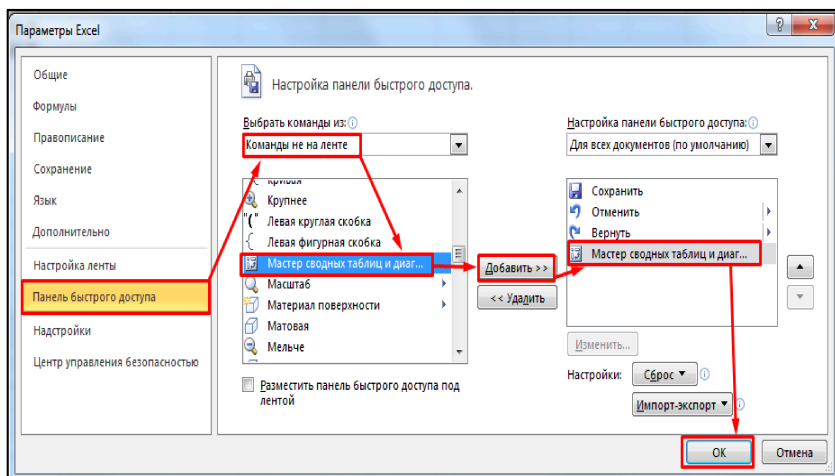 Параметры Excel
Общие
Формулы
Правописание
Сохранение
Язык
Дополнительно
Настройка ленты
Панель быстрого доступа
Надстройки
Центр управления безопасностью
Настройка панели быстрого доступа.
Выбрать команды из:
Команды не на ленте
Кривая
Крупнее
"(" Левая круглая скобка
{ Левая фигурная скобка
Мастер сводных таблиц и диаг...
Масштаб
Материал поверхности
Матовая
Мельче
Разместить панель быстрого доступа под
лентой
Добавить >>
<< Удалить
Настройка панели быстрого доступа:
Для всех документов (по умолчанию)
Сохранить
Отменить
Вернуть
Мастер сводных таблиц и диаг...
Изменить...
Настройки: Сброс
Импорт-экспорт
ОК
Отмена